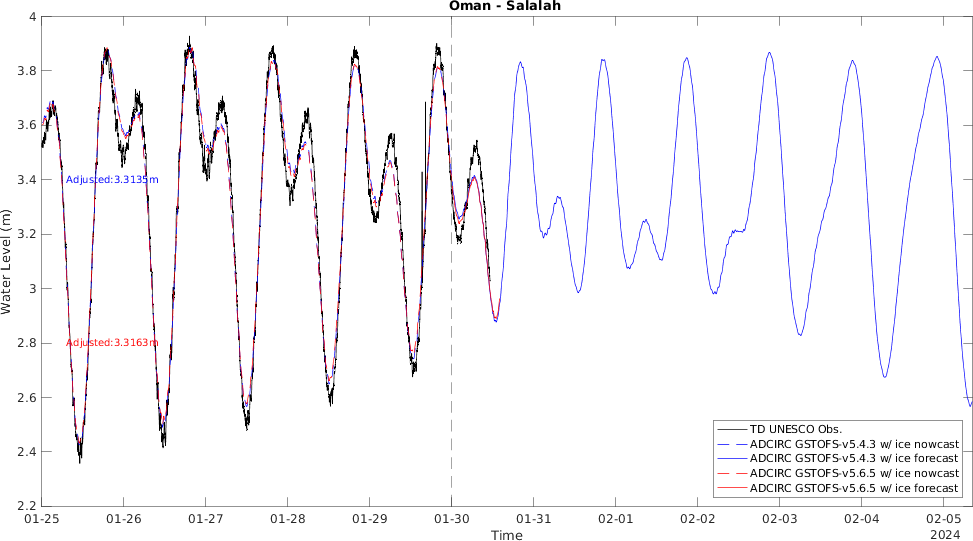 Oman - Salalah
4
3.8
3.6
3.4
3.2
3
2.8
2.6
2.4
2.2
Water Level (m)
Adjusted:3.3135m
Adjusted:3.3163m
TD UNESCO Obs.
ADCIRC GSTOFS-v5.4.3 w/ ice nowcast
ADCIRC GSTOFS-v5.4.3 w/ ice forecast
ADCIRC GSTOFS-v5.6.5 w/ ice nowcast
ADCIRC GSTOFS-v5.6.5 w/ ice forecast
01-25 01-26 01-27 01-28 01-29 01-30 01-31 02-01 02-02 02-03 02-04 02-05
Time
2024